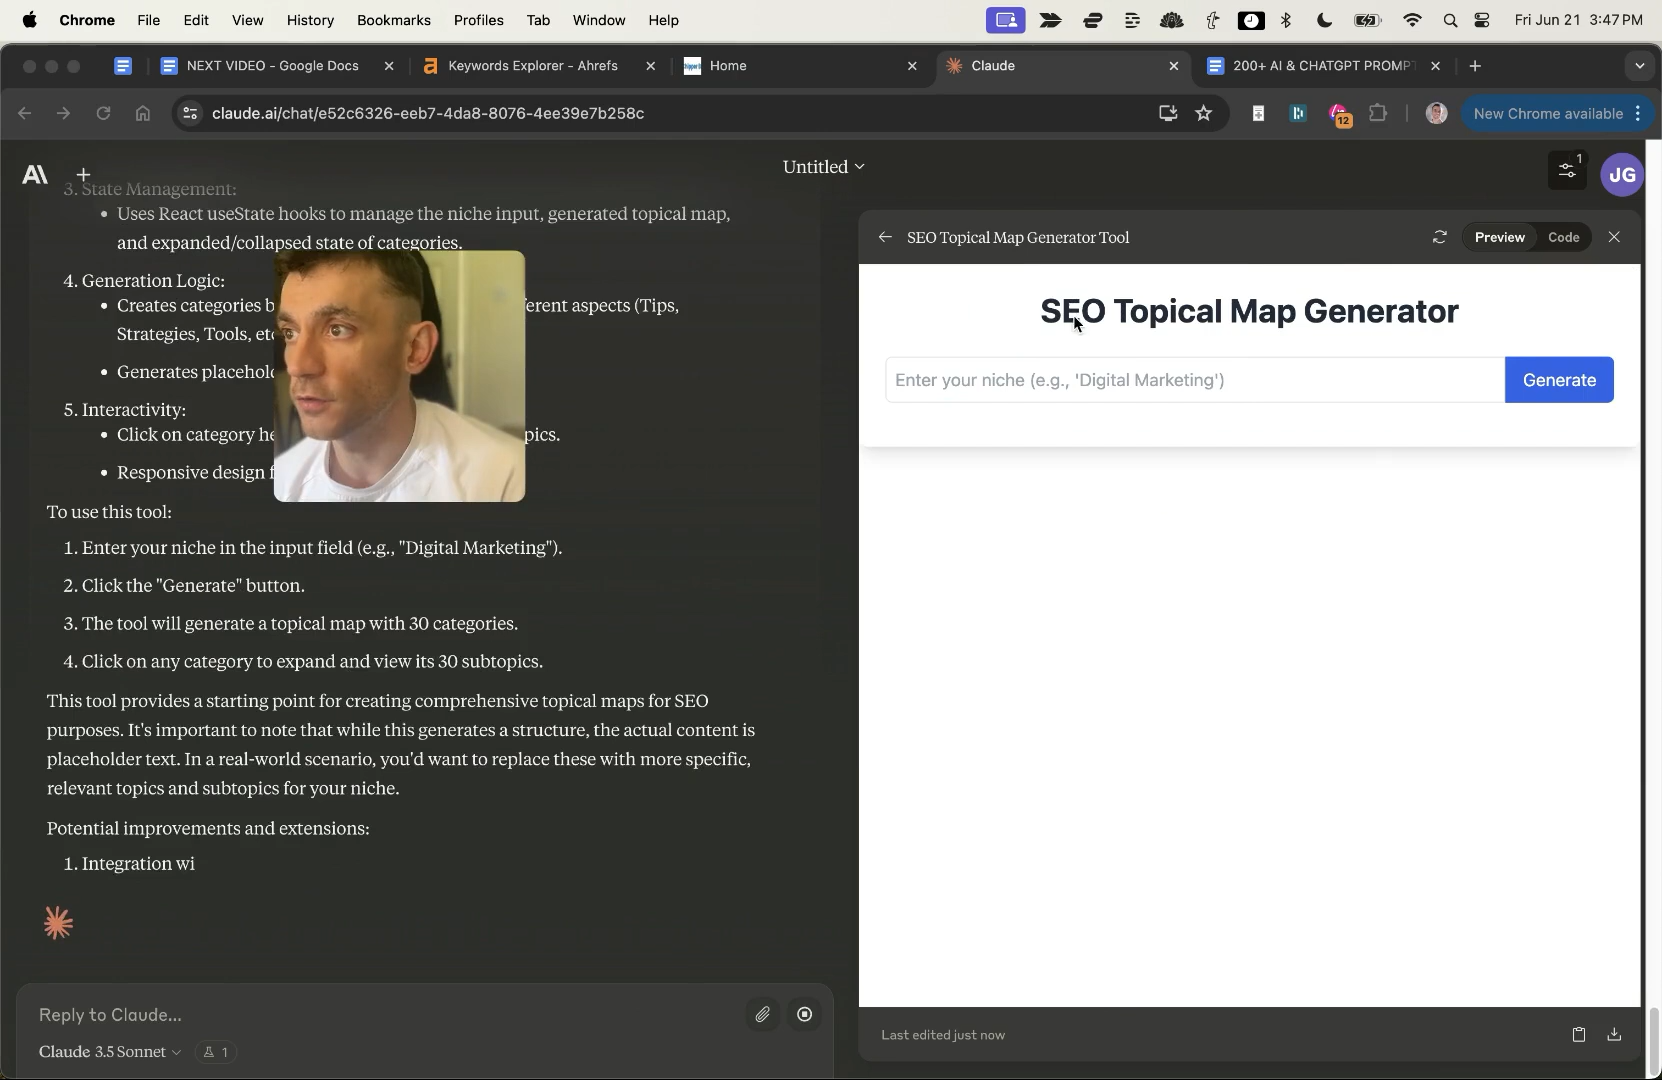 Chrome File Edit View History Bookmarks Profiles Tab Window Help Fri Jun 21 3:47 PM
NEXT VIDEO - Google Docs
Keywords Explorer - Ahrefs
Home
Claude
200+ AI & CHATGPT PROMP
claude.ai/chat/e52c6326-eeb7-4da8-8076-4ee39e7b258c
12
New Chrome available
Untitled
1
JG
3. State Management:
• Uses React useState hooks to manage the niche input, generated topical map,
and expanded/collapsed state of categories.
4. Generation Logic:
• Creates categories b erent aspects (Tips,
Strategies, Tools, etc
• Generates placehol
5. Interactivity:
• Click on category he pics.
• Responsive design f
To use this tool:
1. Enter your niche in the input field (e.g., "Digital Marketing").
2. Click the "Generate" button.
3. The tool will generate a topical map with 30 categories.
4. Click on any category to expand and view its 30 subtopics.
This tool provides a starting point for creating comprehensive topical maps for SEO
purposes. It's important to note that while this generates a structure, the actual content is
placeholder text. In a real-world scenario, you'd want to replace these with more specific,
relevant topics and subtopics for your niche.
Potential improvements and extensions:
1. Integration wi
Reply to Claude...
Claude 3.5 Sonnet 1
SEO Topical Map Generator Tool
Preview Code
SEO Topical Map Generator
Enter your niche (e.g., 'Digital Marketing')
Generate
Last edited just now